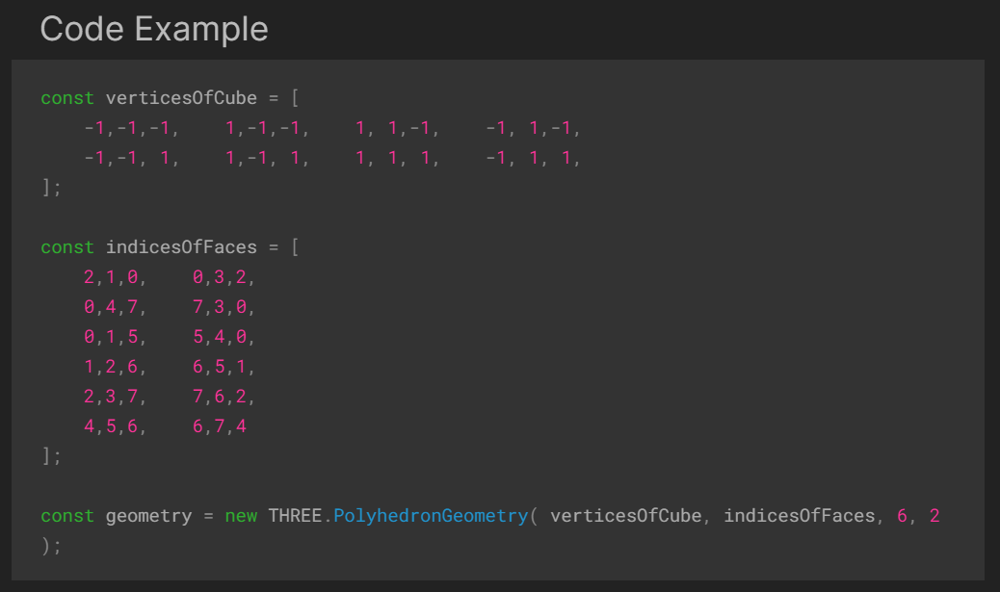 Code Example
const verticesOfCube = [
    -1,-1,-1,    1,-1,-1,    1, 1,-1,    -1, 1,-1,
    -1,-1, 1,    1,-1, 1,    1, 1, 1,    -1, 1, 1,
];
const indicesOfFaces = [
    2,1,0,    0,3,2,
    0,4,7,    7,3,0,
    0,1,5,    5,4,0,
    1,2,6,    6,5,1,
    2,3,7,    7,6,2,
    4,5,6,    6,7,4
];
const geometry = new THREE.PolyhedronGeometry( verticesOfCube, indicesOfFaces, 6, 2
);